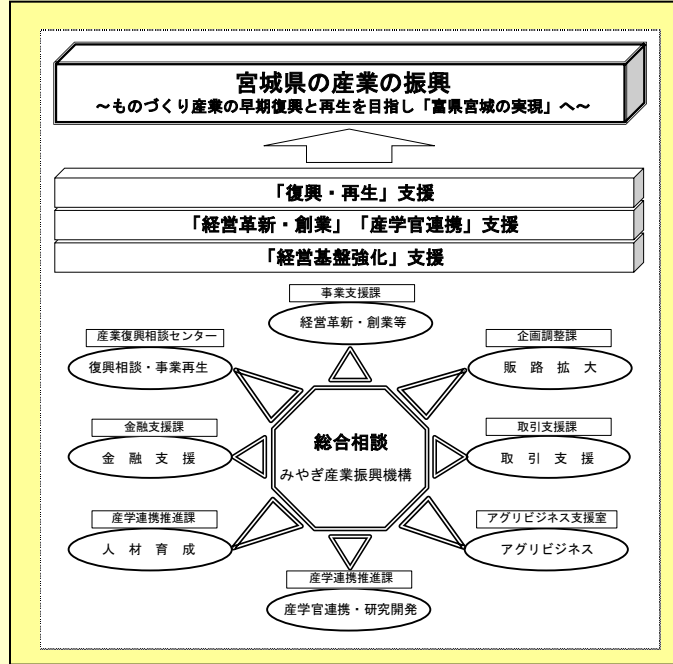 宮城県の産業の振興
～ものづくり産業の早期復興と再生を目指し「富県宮城の実現」へ～
「復興・再生」支援
「経営革新・創業」「産学官連携」支援
「経営基盤強化」支援
事業支援課
経営革新・創業等
産業復興相談センター
復興相談・事業再生
企画調整課
販 路 拡 大
金融支援課
金 融 支 援
総合相談
みやぎ産業振興機構
取引支援課
取 引 支 援
産学連携推進課
人 材 育 成
アグリビジネス支援室
アグリビジネス
産学連携推進課
産学官連携・研究開発